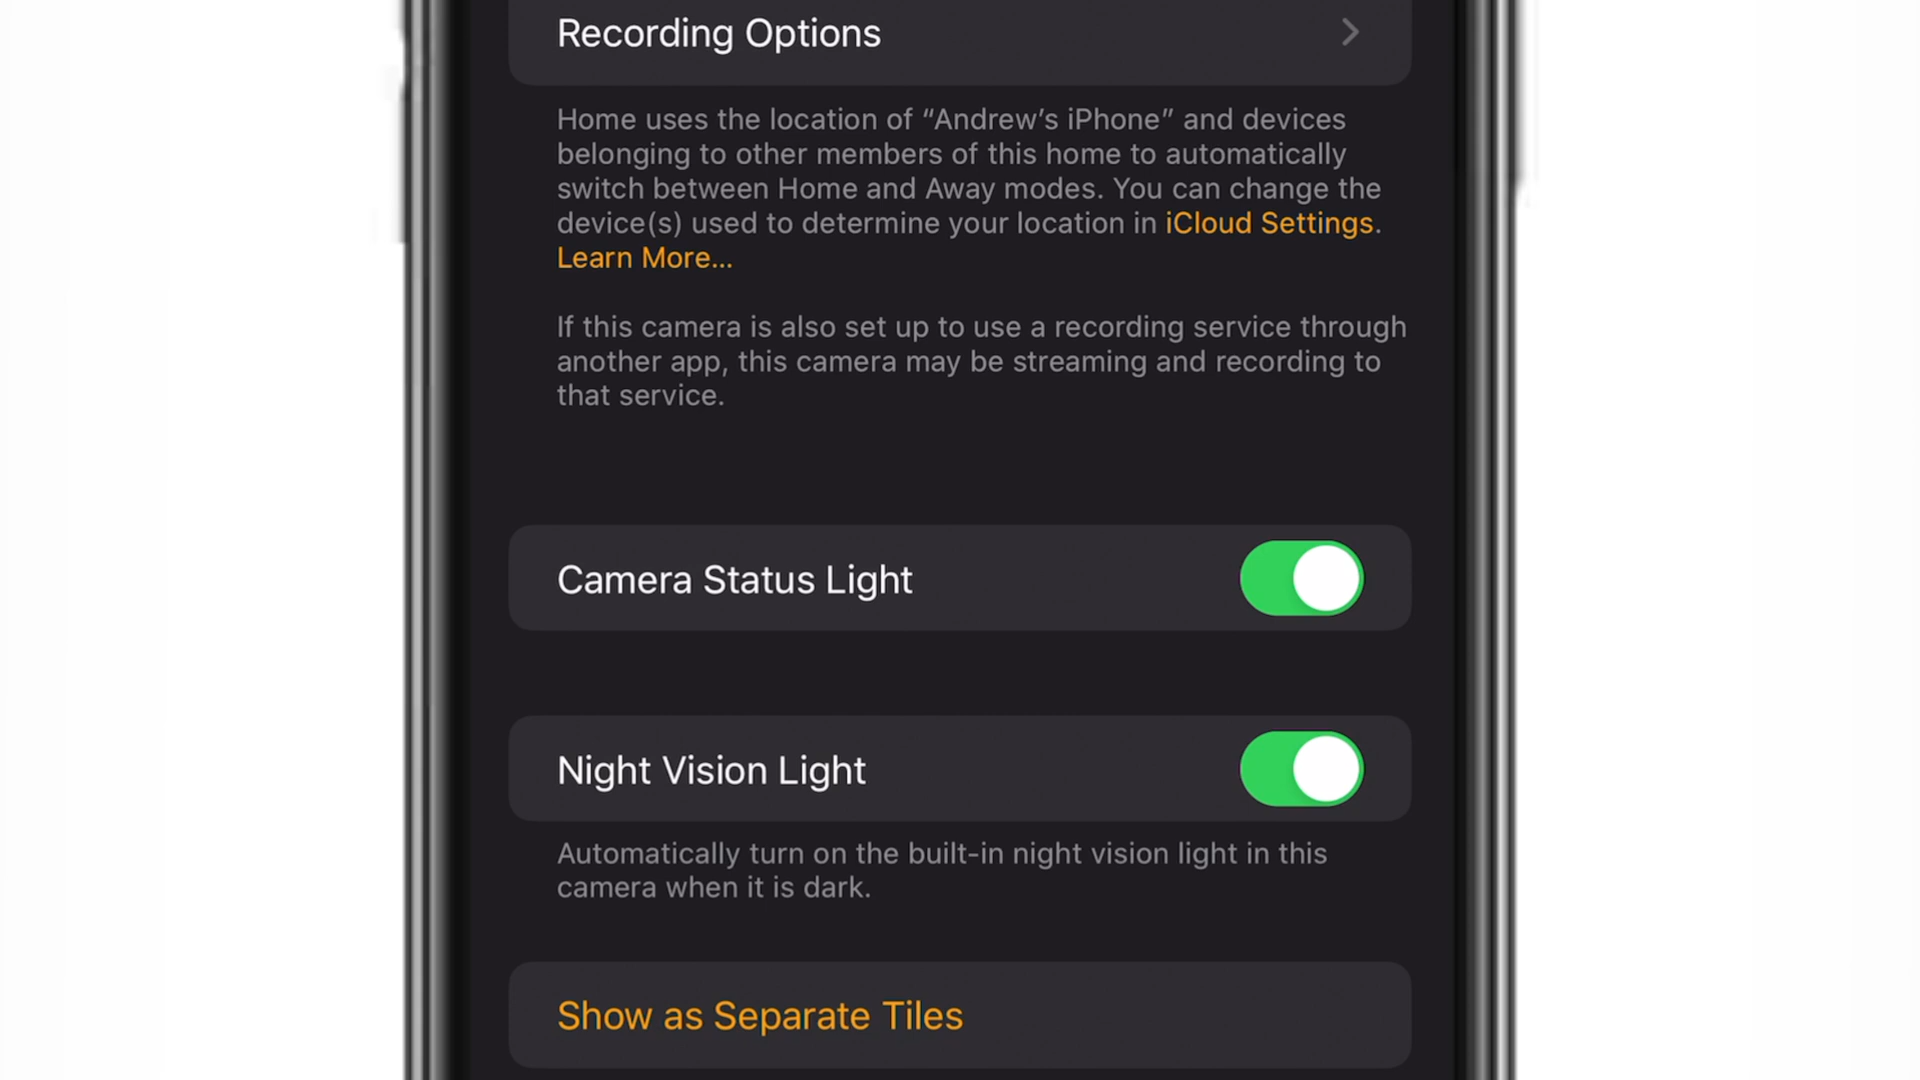 Recording Options
Home uses the location of “Andrew’s iPhone” and devices
belonging to other members of this home to automatically
switch between Home and Away modes. You can change the
device(s) used to determine your location in iCloud Settings.
Learn More...
If this camera is also set up to use a recording service through
another app, this camera may be streaming and recording to
that service.
Camera Status Light
Night Vision Light
Automatically turn on the built-in night vision light in this
camera when it is dark.
Show as Separate Tiles